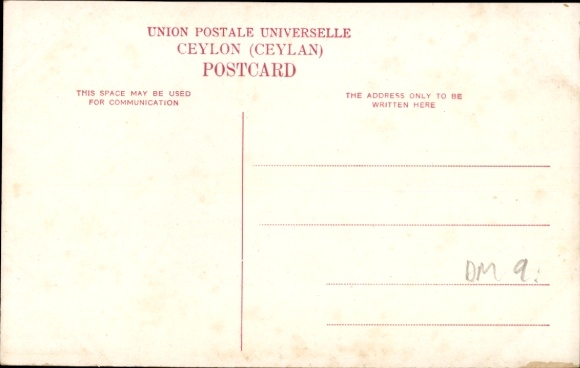 UNION POSTALE UNIVERSELLE
CEYLON (CEYLAN)
POSTCARD
THIS SPACE MAY BE USED
FOR COMMUNICATION
THE ADDRESS ONLY TO BE
WRITTEN HERE
DM 9.